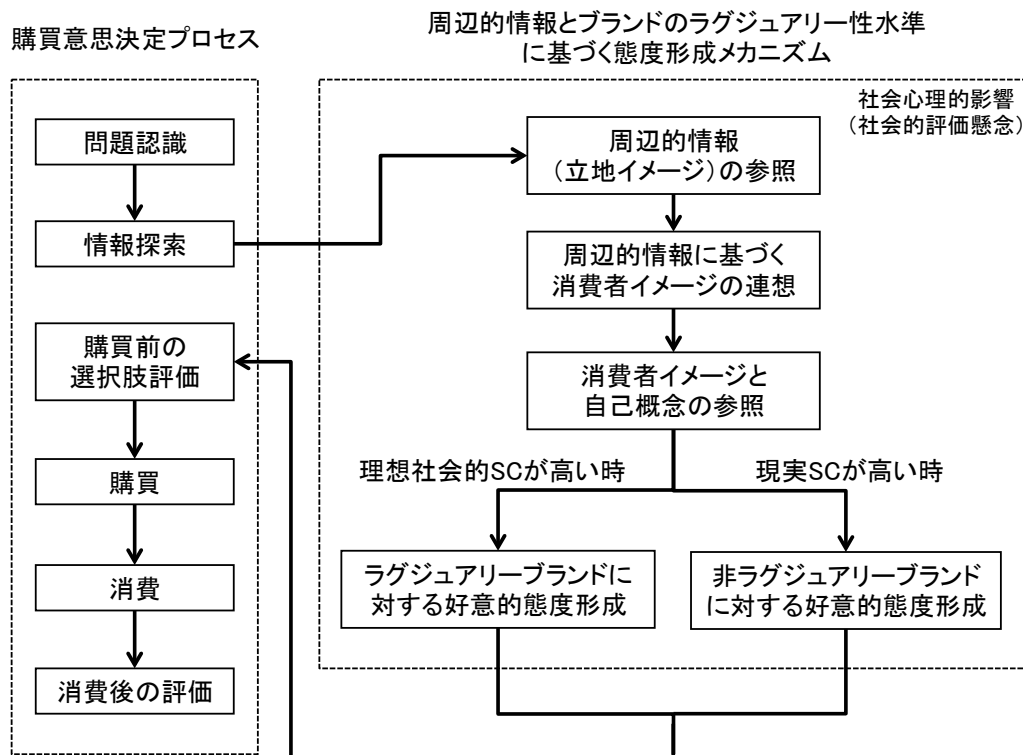 購買意思決定プロセス
問題認識
情報探索
購買前の
選択肢評価
購買
消費
消費後の評価
周辺的情報とブランドのラグジュアリー性水準
に基づく態度形成メカニズム
社会心理的影響
（社会的評価懸念）
周辺的情報
（立地イメージ）の参照
周辺的情報に基づく
消費者イメージの連想
消費者イメージと
自己概念の参照
理想社会的SCが高い時
現実SCが高い時
ラグジュアリーブランドに
対する好意的態度形成
非ラグジュアリーブランド
に対する好意的態度形成